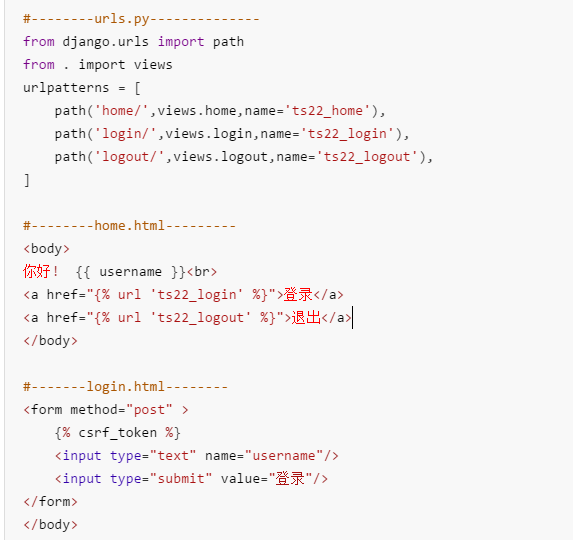 #--------urls.py--------------
from django.urls import path
from . import views
urlpatterns = [
    path('home/',views.home,name='ts22_home'),
    path('login/',views.login,name='ts22_login'),
    path('logout/',views.logout,name='ts22_logout'),
]

#--------home.html---------
<body>
你好！ {{ username }}<br>
<a href="{% url 'ts22_login' %}">登录</a>
<a href="{% url 'ts22_logout' %}">退出</a>
</body>

#-------login.html--------
<form method="post" >
    {% csrf_token %}
    <input type="text" name="username"/>
    <input type="submit" value="登录"/>
</form>
</body>